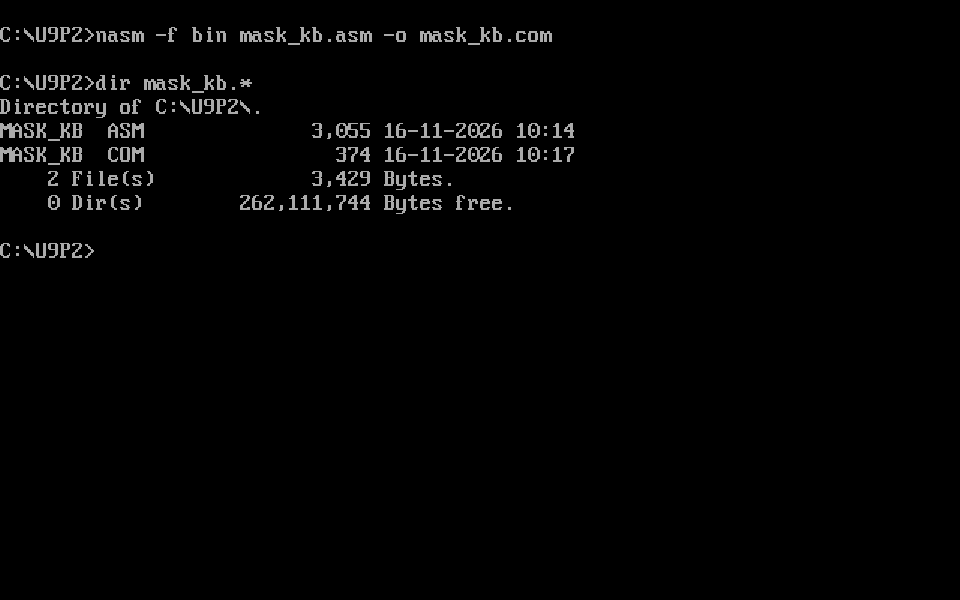 C:\U9P2>nasm -f bin mask_kb.asm -o mask_kb.com
C:\U9P2>dir mask_kb.*
Directory of C:\U9P2\.
MASK_KB  ASM              3,055 16-11-2026 10:14
MASK_KB  COM                374 16-11-2026 10:17
    2 File(s)             3,429 Bytes.
    0 Dir(s)        262,111,744 Bytes free.
C:\U9P2>